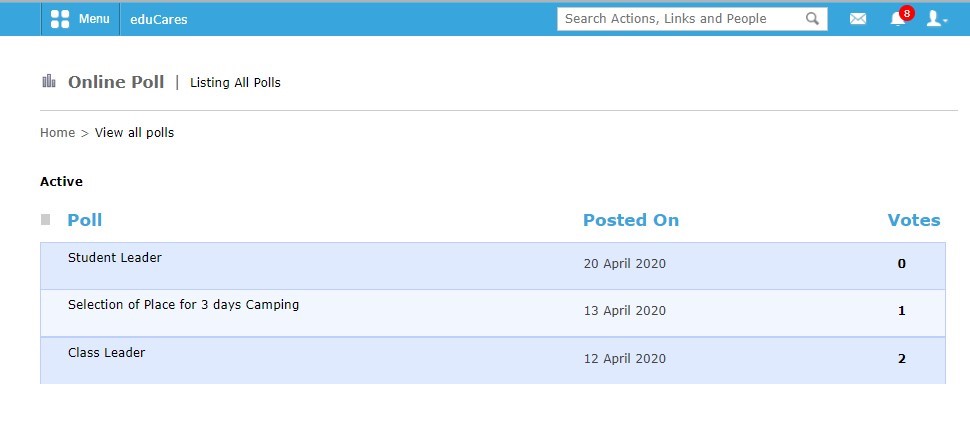 Menu eduCares Search Actions, Links and People 8
Online Poll | Listing All Polls
Home > View all polls
Active
Poll Posted On Votes
Student Leader 20 April 2020 0
Selection of Place for 3 days Camping 13 April 2020 1
Class Leader 12 April 2020 2